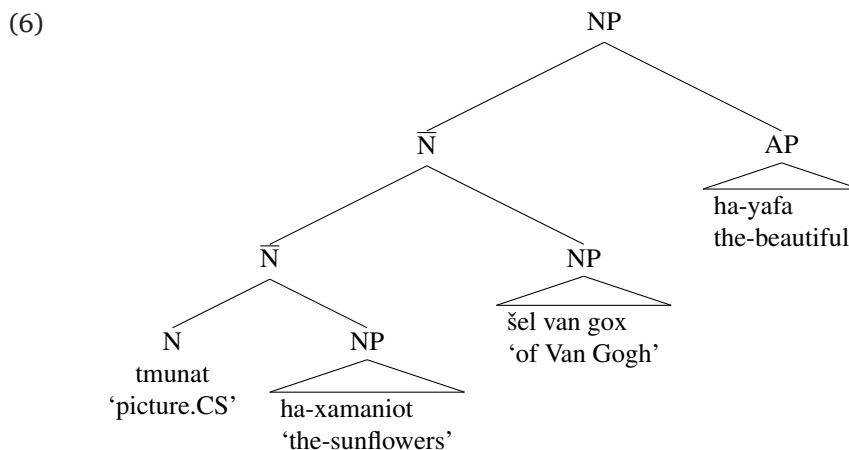 (6)
NP
N̅
AP
ha-yafa
the-beautiful
N̅
NP
šel van gox
‘of Van Gogh’
N
NP
tmunat
‘picture.CS’
ha-xamaniot
‘the-sunflowers’